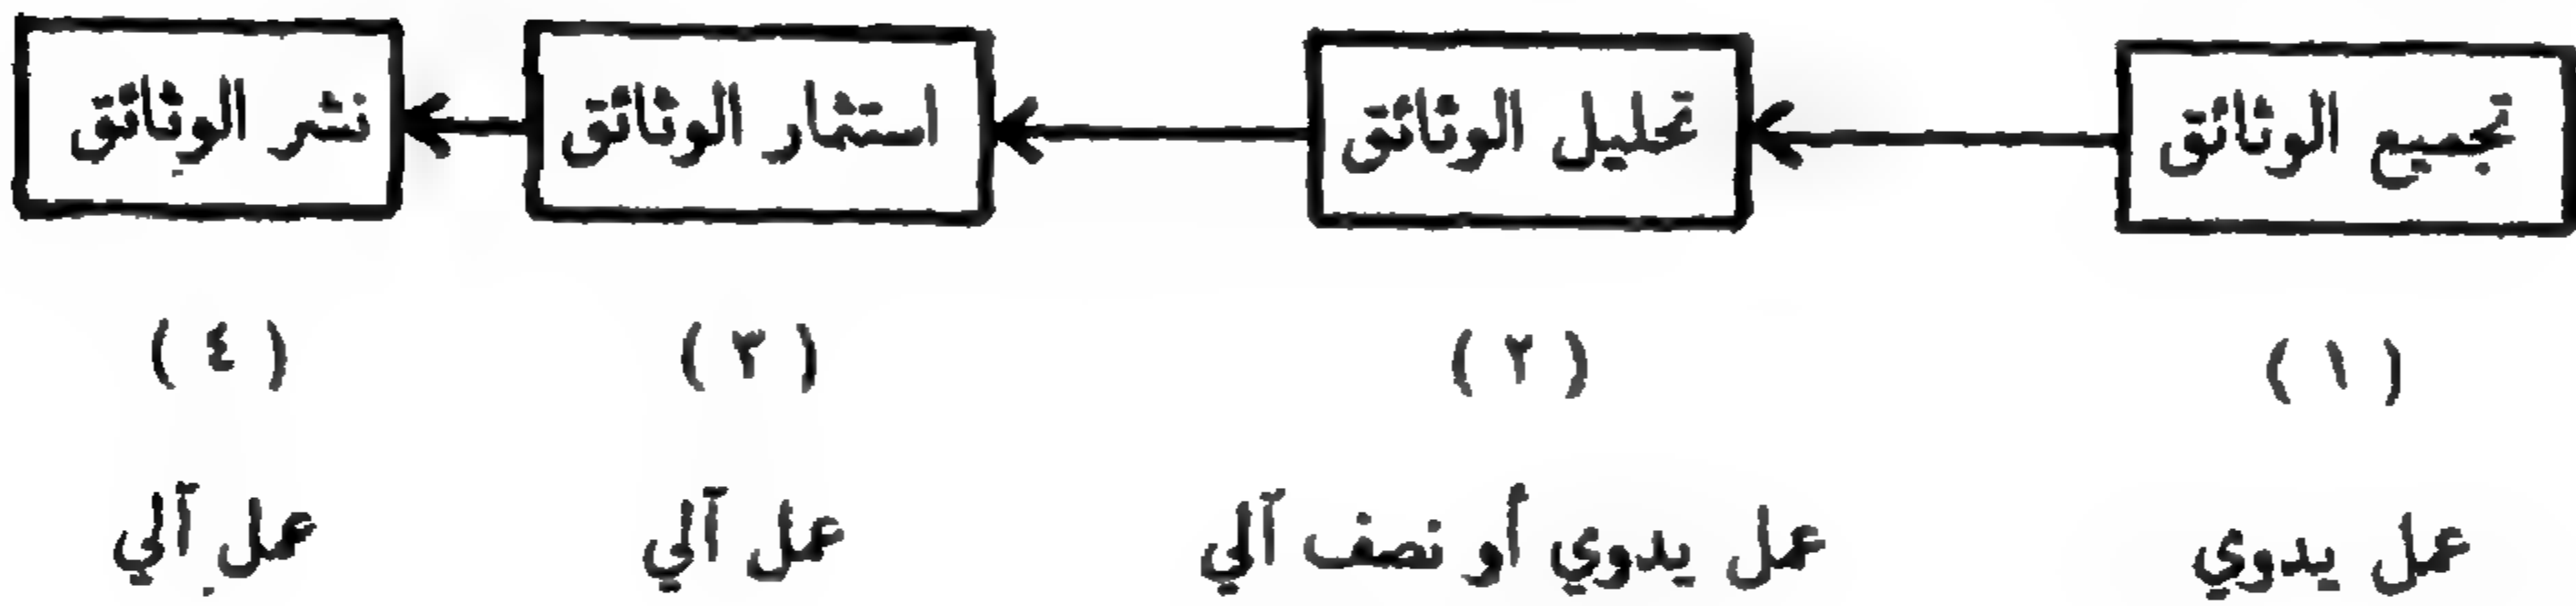 تجميع الوثائق تحليل الوثائق استثمار الوثائق نشر الوثائق
( ١ ) ( ٢ ) ( ٣ ) ( ٤ )
عمل يدوي عمل يدوي أو نصف آلي عمل آلي عمل آلي